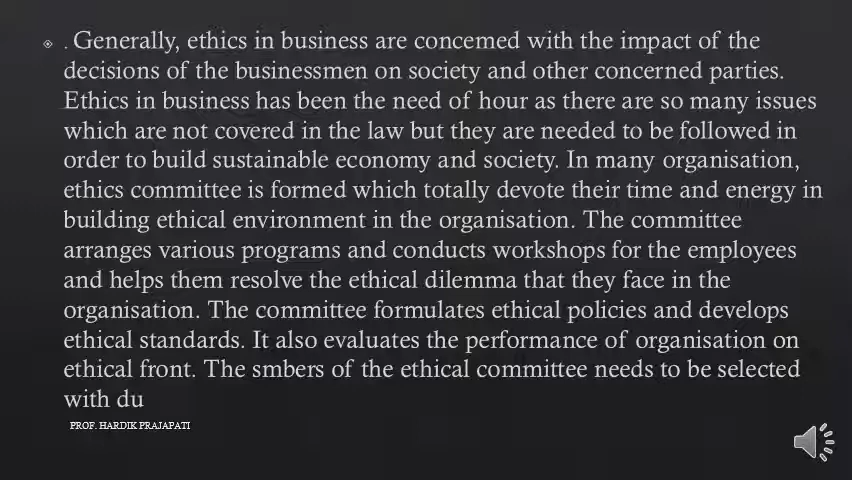 . Generally, ethics in business are concemed with the impact of the
decisions of the businessmen on society and other concerned parties.
Ethics in business has been the need of hour as there are so many issues
which are not covered in the law but they are needed to be followed in
order to build sustainable economy and society. In many organisation,
ethics committee is formed which totally devote their time and energy in
building ethical environment in the organisation. The committee
arranges various programs and conducts workshops for the employees
and helps them resolve the ethical dilemma that they face in the
organisation. The committee formulates ethical policies and develops
ethical standards. It also evaluates the performance of organisation on
ethical front. The smbers of the ethical committee needs to be selected
with du
PROF. HARDIK PRAJAPATI